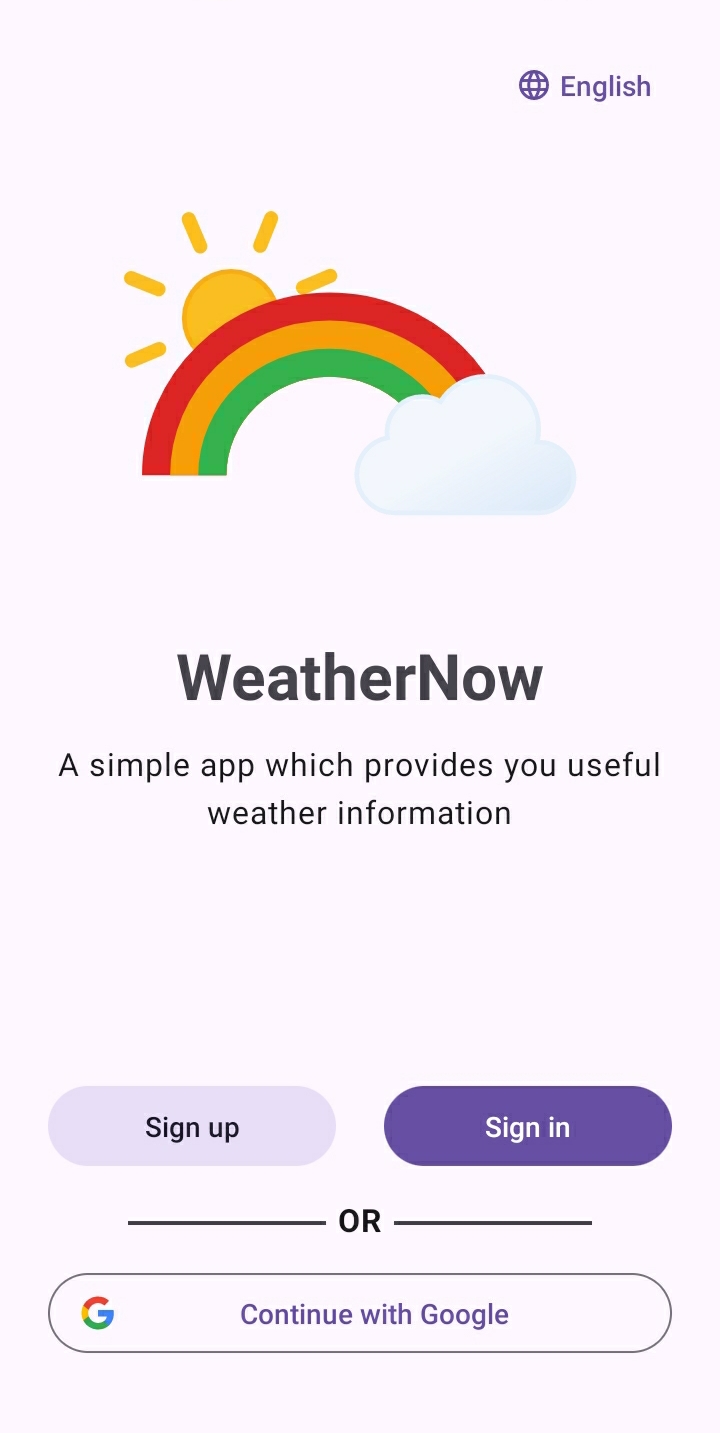 English
WeatherNow
A simple app which provides you useful
weather information
Sign up
Sign in
OR
Continue with Google